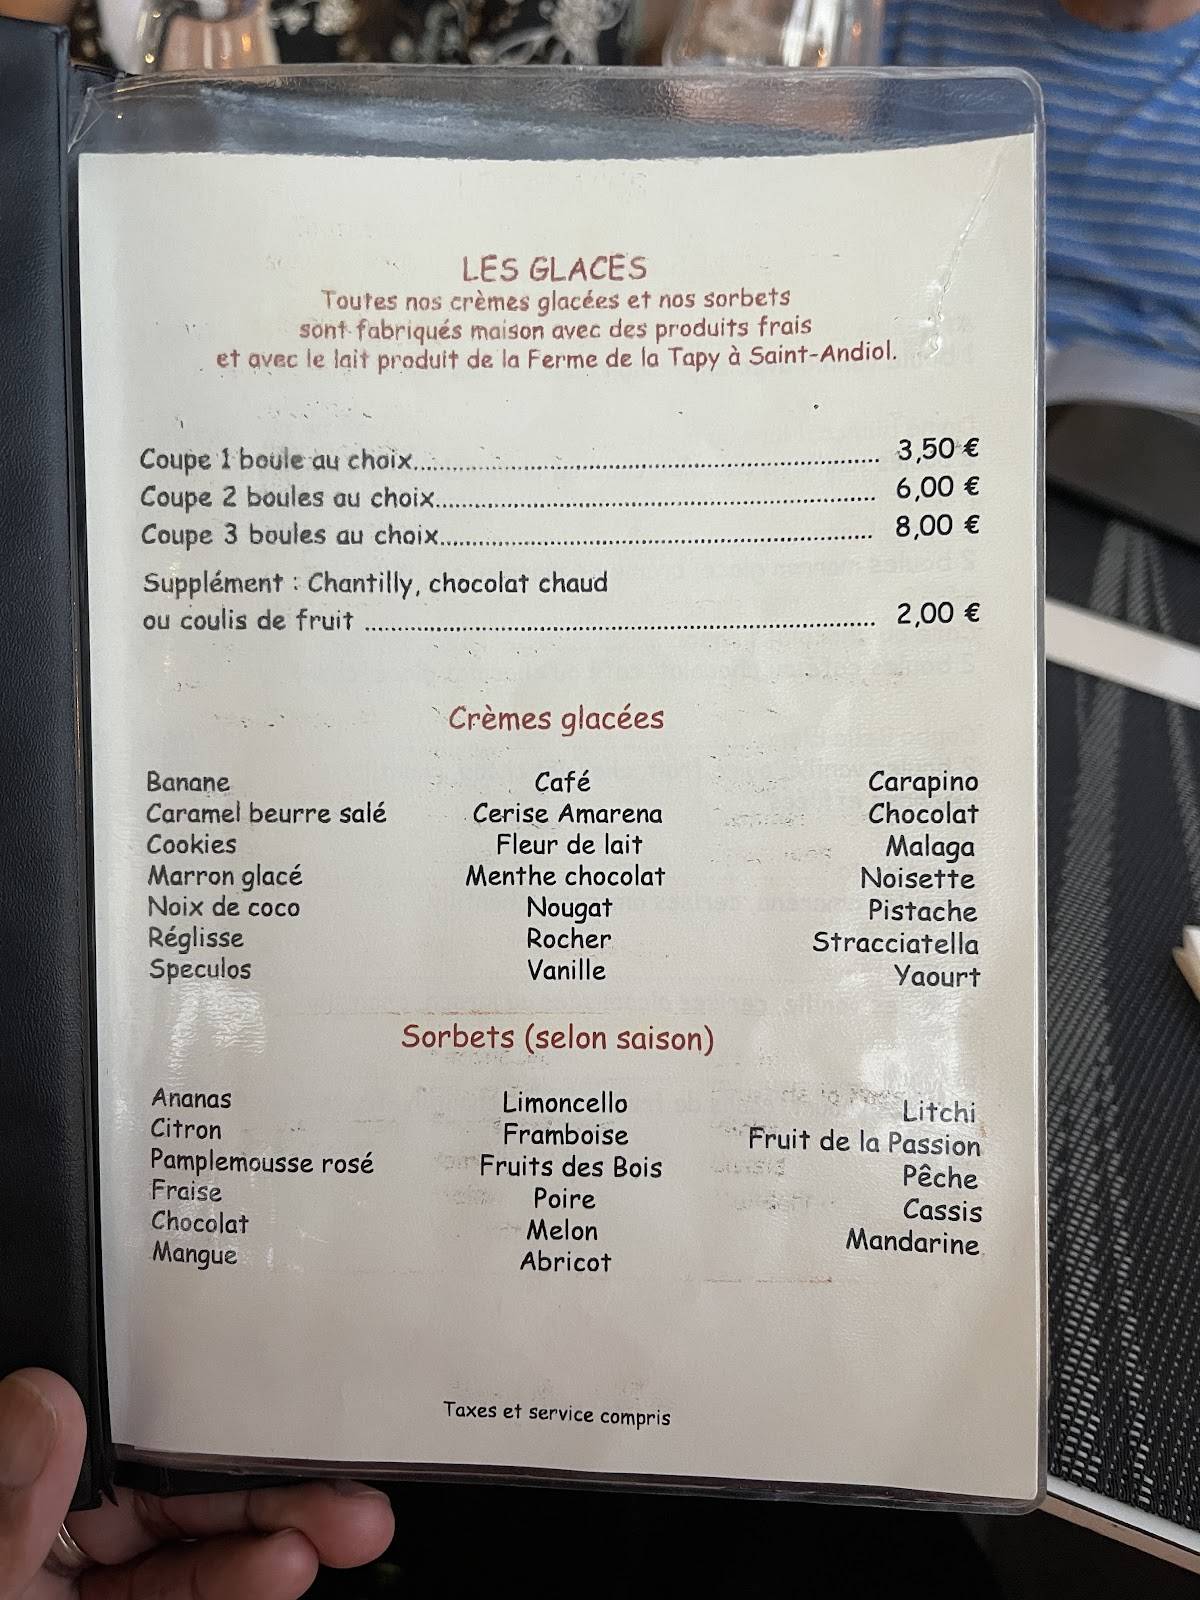 LES GLACES
Toutes nos crèmes glacées et nos sorbets
sont fabriqués maison avec des produits frais
et avec le lait produit de la Ferme de la Tapy à Saint-Andiol.
Coupe 1 boule au choix.......... 3,50 €
Coupe 2 boules au choix.......... 6,00 €
Coupe 3 boules au choix.......... 8,00 €
Supplément : Chantilly, chocolat chaud
ou coulis de fruit .......... 2,00 €
Crèmes glacées
Banane Café Carapino
Caramel beurre salé Cerise Amarena Chocolat
Cookies Fleur de lait Malaga
Marron glacé Menthe chocolat Noisette
Noix de coco Nougat Pistache
Réglisse Rocher Stracciatella
Speculos Vanille Yaourt
Sorbets (selon saison)
Ananas Limoncello Litchi
Citron Framboise Fruit de la Passion
Pamplemousse rosé Fruits des Bois Pêche
Fraise Poire Cassis
Chocolat Melon Mandarine
Mangue Abricot
Taxes et service compris